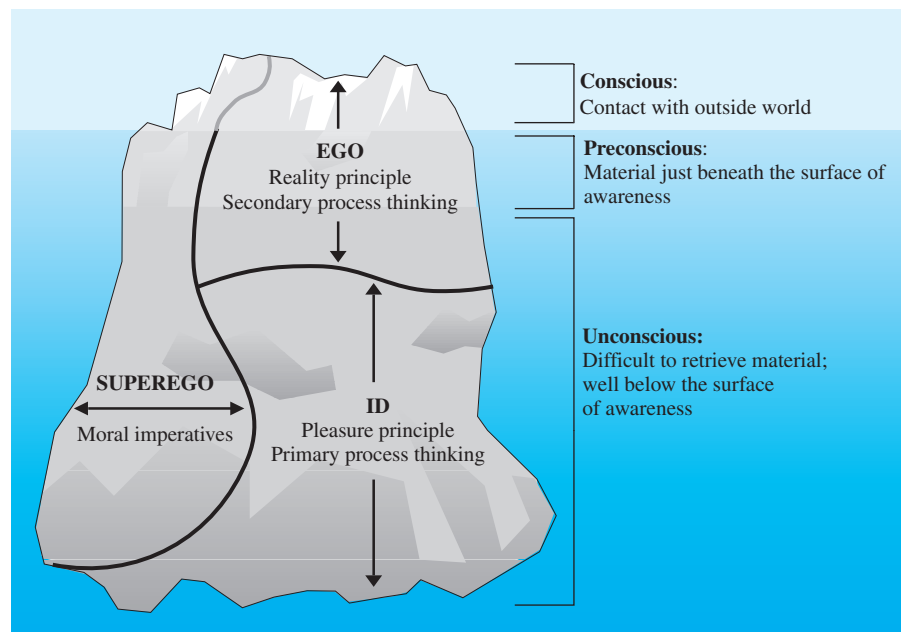 Conscious:
Contact with outside world
EGO
Reality principle
Secondary process thinking
Preconscious:
Material just beneath the surface of
awareness
SUPEREGO
Moral imperatives
ID
Pleasure principle
Primary process thinking
Unconscious:
Difficult to retrieve material;
well below the surface
of awareness